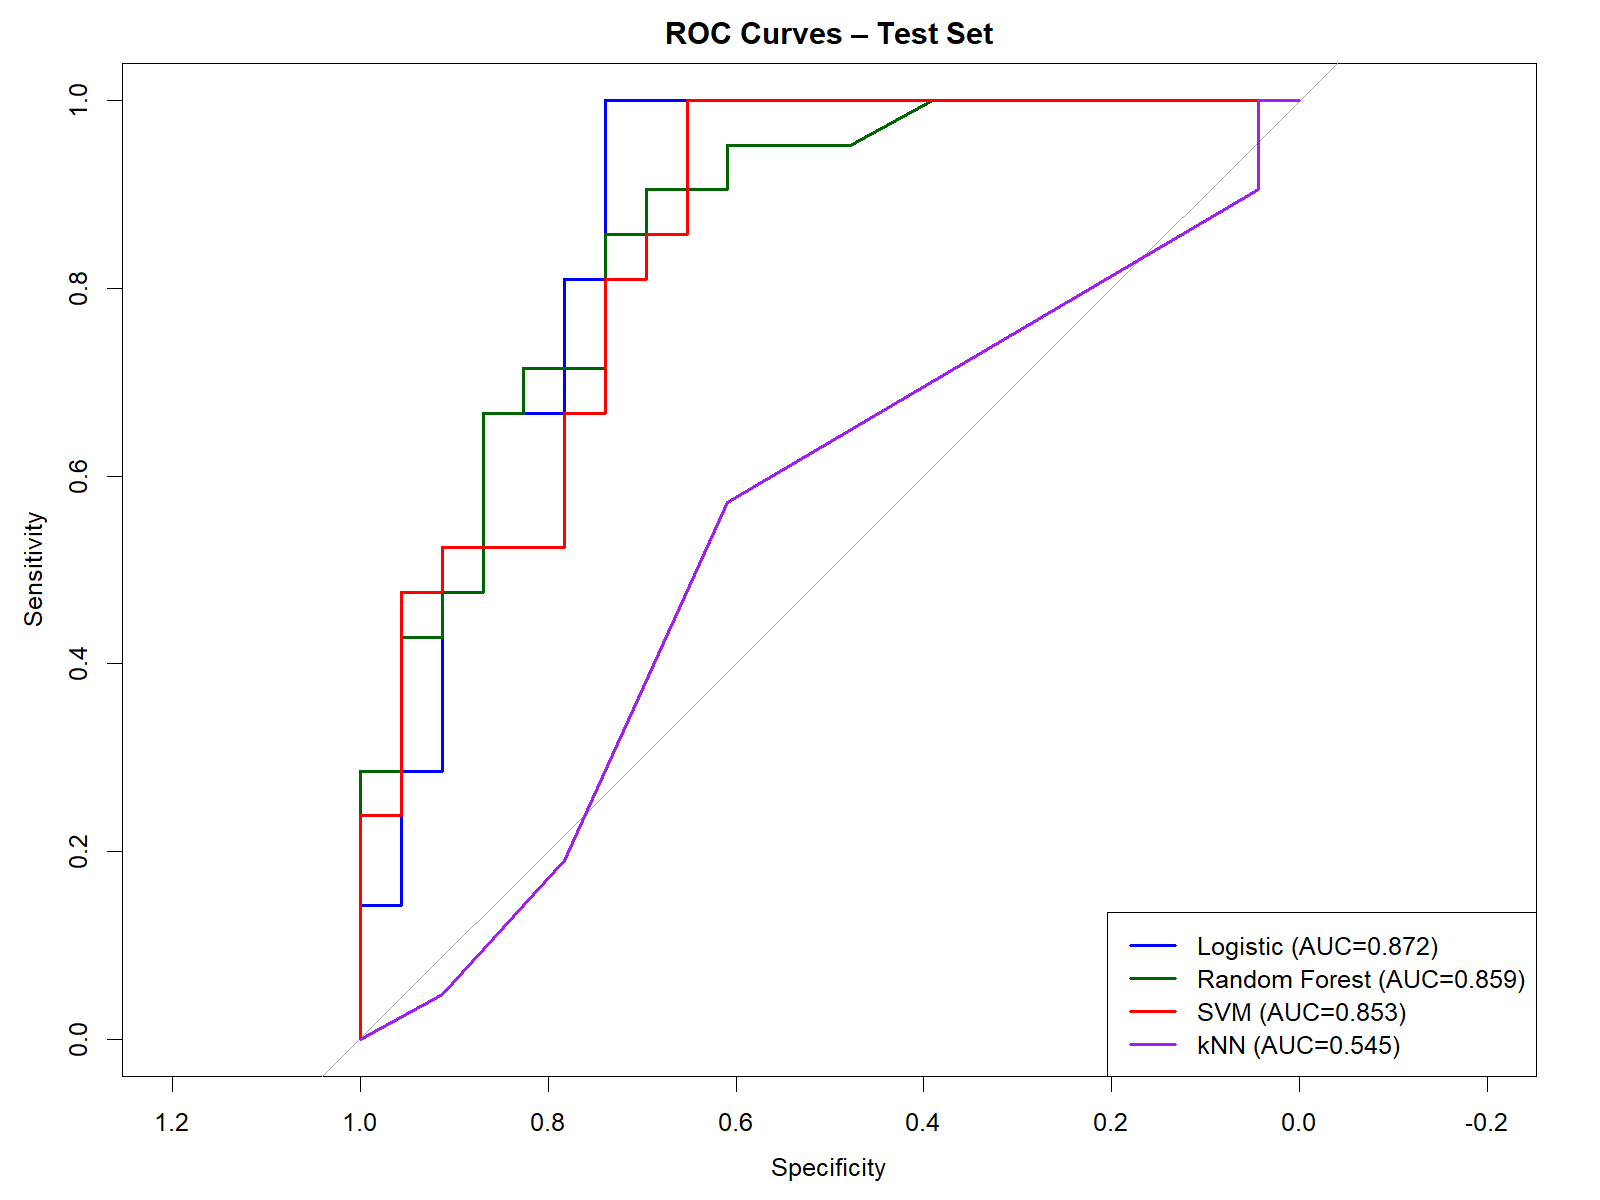 ROC Curves – Test Set
1.0
0.8
0.6
0.4
0.2
0.0
Sensitivity
Logistic (AUC=0.872)
Random Forest (AUC=0.859)
SVM (AUC=0.853)
kNN (AUC=0.545)
1.2 1.0 0.8 0.6 0.4 0.2 0.0 -0.2
Specificity